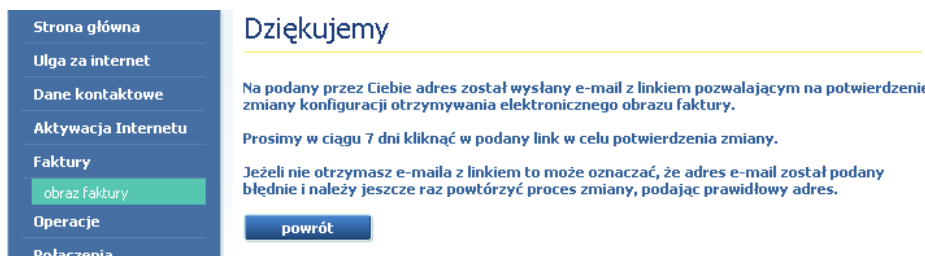 Strona główna
Ulga za internet
Dane kontaktowe
Aktywacja Internetu
Faktury
obraz faktury
Operacje
Połączenia
Dziękujemy
Na podany przez Ciebie adres został wysłany e-mail z linkiem pozwalającym na potwierdzenie
zmiany konfiguracji otrzymywania elektronicznego obrazu faktury.
Prosimy w ciągu 7 dni kliknąć w podany link w celu potwierdzenia zmiany.
Jeżeli nie otrzymasz e-maila z linkiem to może oznaczać, że adres e-mail został podany
błędnie i należy jeszcze raz powtórzyć proces zmiany, podając prawidłowy adres.
powrót